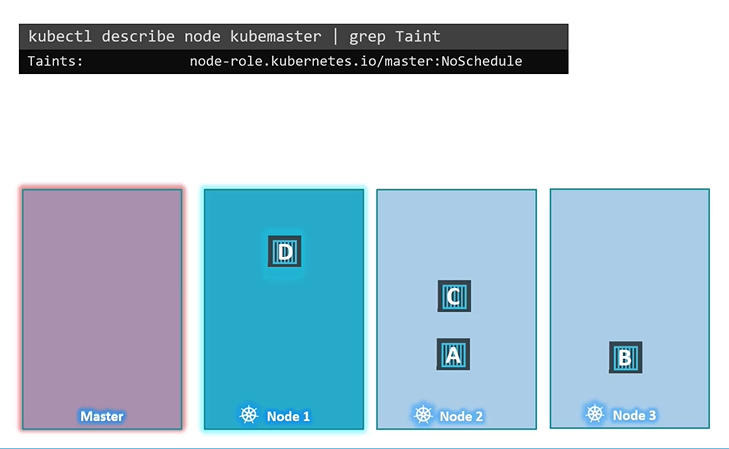 kubectl describe node kubemaster | grep Taint
Taints: node-role.kubernetes.io/master:NoSchedule
D
C
A
B
Master
Node 1
Node 2
Node 3